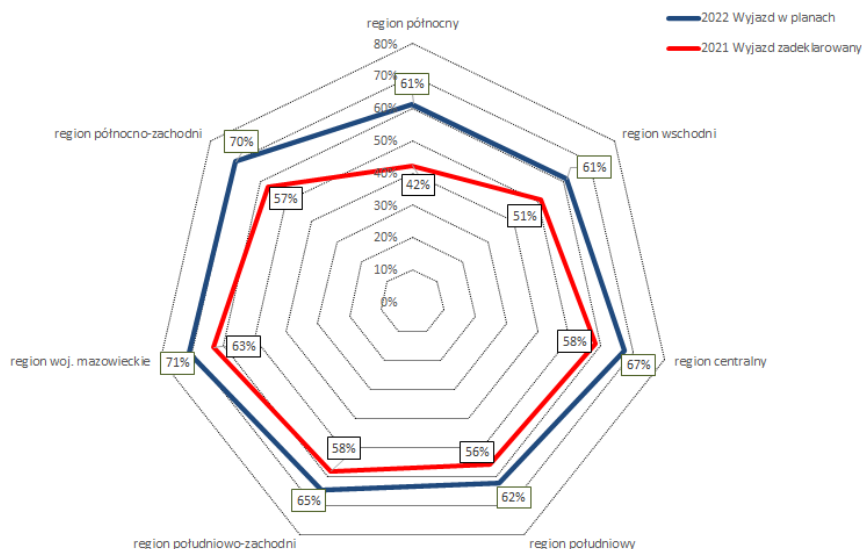 region północny
2022 Wyjazd w planach
2021 Wyjazd zadeklarowany
80%
70%
60%
50%
40%
30%
20%
10%
0%
61%
region wschodni
61%
region północno-zachodni
70%
42%
57%
51%
58%
region centralny
67%
region woj. mazowieckie
71%
63%
58%
56%
65%
62%
region południowo-zachodni
region południowy